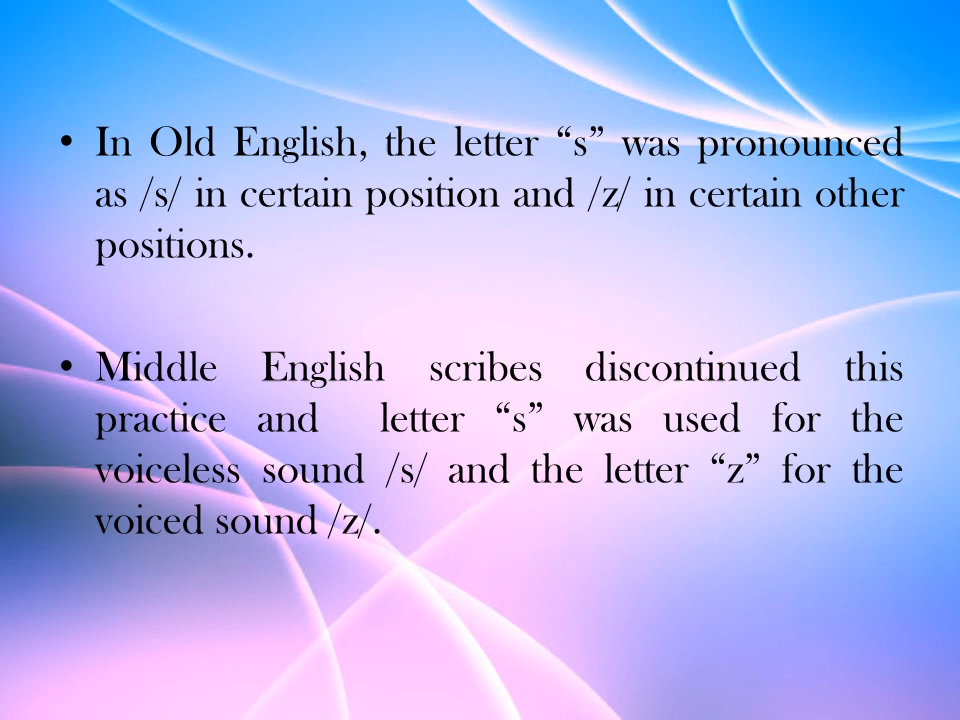 • In Old English, the letter “s” was pronounced
as /s/ in certain position and /z/ in certain other
positions.
• Middle English scribes discontinued this
practice and letter “s” was used for the
voiceless sound /s/ and the letter “z” for the
voiced sound /z/.